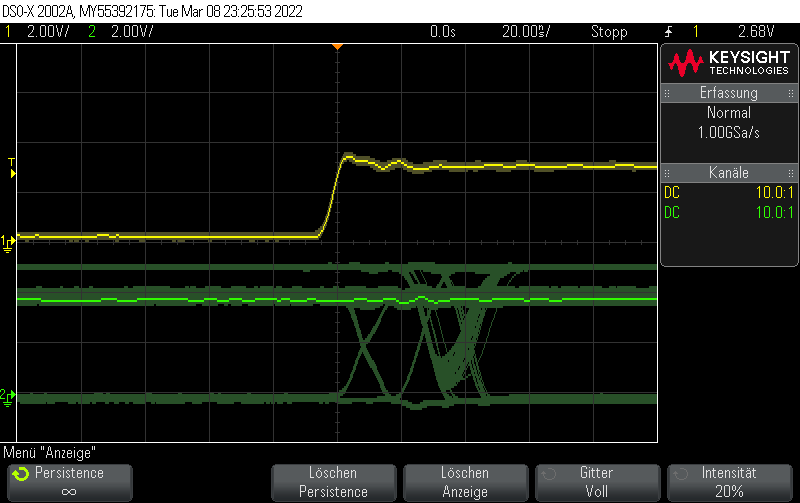 DSO-X 2002A, MY55392175: Tue Mar 08 23:25:53 2022
1 2.00V/ 2 2.00V/ 0.0s 20.00ns/ Stopp 1 2.68V
KEYSIGHT
TECHNOLOGIES
Erfassung
Normal
1.00GSa/s
Kanäle
DC 10.0:1
DC 10.0:1
T
1
2
Menü "Anzeige"
Persistence
∞
Löschen
Persistence
Löschen
Anzeige
Gitter
Voll
Intensität
20%